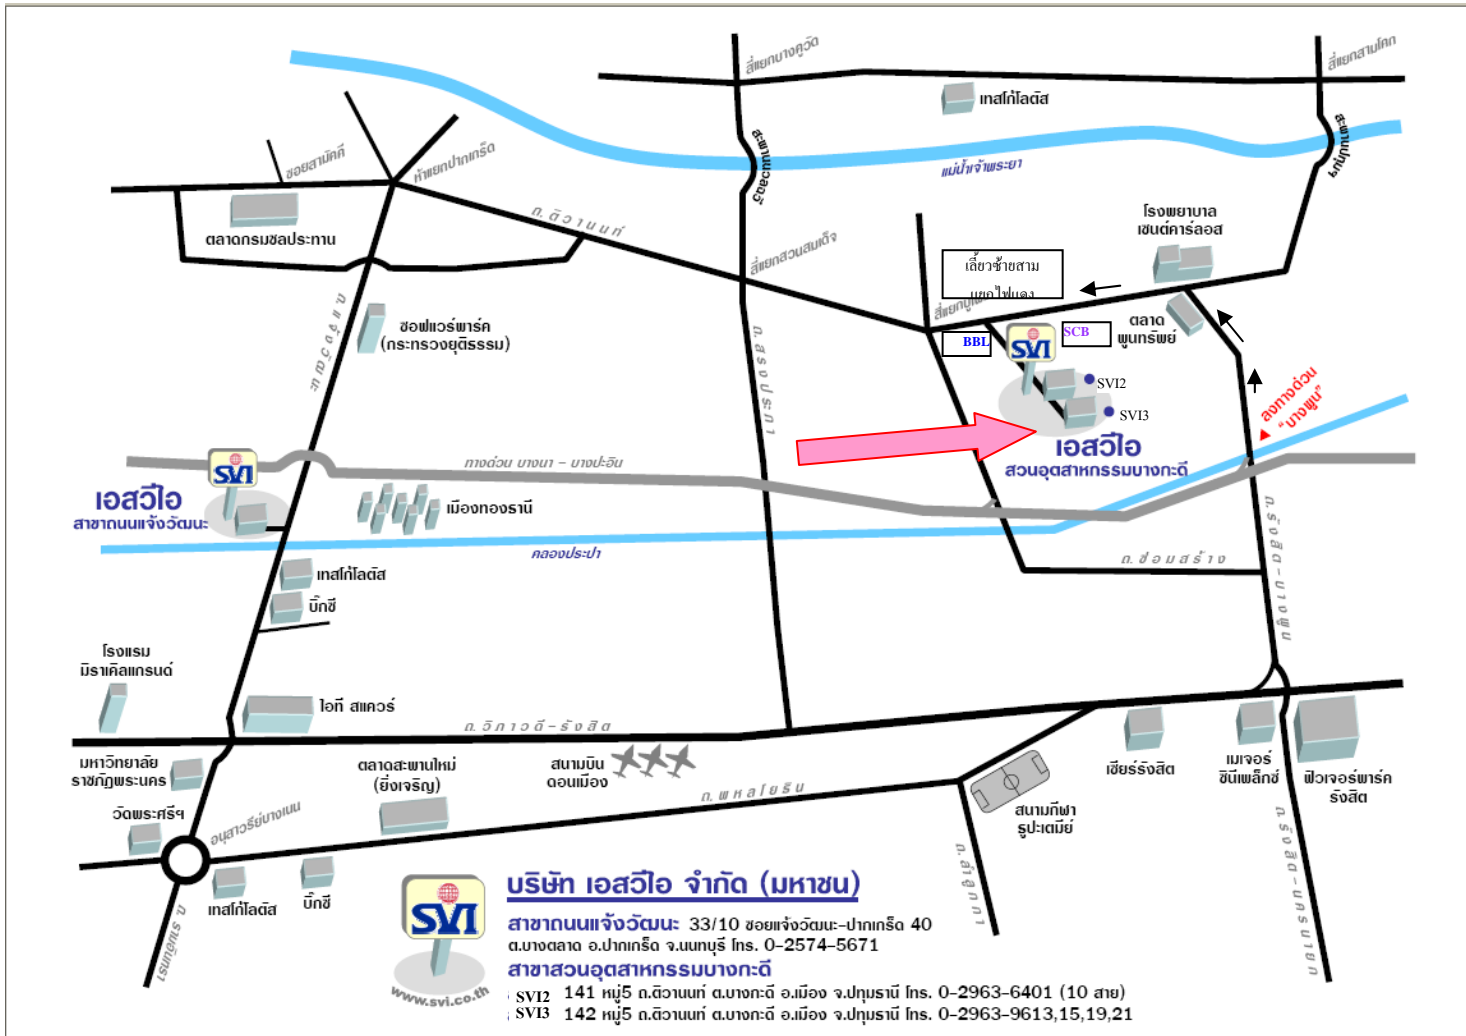 สี่แยกบางคูวัด
สี่แยกสามโคก
เทสโก้โลตัส
แม่น้ำเจ้าพระยา
ซอยสามัคคี
ห้าแยกปากเกร็ด
ถ.ติวานนท์
ตลาดกรมชลประทาน
สี่แยกสวนสมเด็จ
โรงพยาบาล
เซนต์คาร์ลอส
เลี้ยวซ้ายสาม
แยกไฟแดง
BBL
SVI
SCB
ตลาด
พูนทรัพย์
ซอฟแวร์พาร์ค
(กระทรวงยุติธรรม)
ถ.แจ้งวัฒนะ
ถ.สรงประภา
SVI2
SVI3
ลงทางด่วน
"บางพูน"
เอสวีไอ
สวนอุตสาหกรรมบางกะดี
SVI
เอสวีไอ
สาขาถนนแจ้งวัฒนะ
ทางด่วน บางนา - บางปะอิน
เมืองทองธานี
คลองประปา
ถ.ซ่อมสร้าง
ถ.รังสิต-บางพูน
เทสโก้โลตัส
บิ๊กซี
โรงแรม
มิราเคิลแกรนด์
ไอที สแควร์
ถ.วิภาวดี-รังสิต
มหาวิทยาลัย
ราชภัฏพระนคร
ตลาดสะพานใหม่
(ยิ่งเจริญ)
สนามบิน
ดอนเมือง
เซียร์รังสิต
เมเจอร์
ซินีเพล็กซ์
ฟิวเจอร์พาร์ค
รังสิต
วัดพระศรีฯ
อนุสาวรีย์บางเขน
ถ.พหลโยธิน
สนามกีฬา
ธูปะเตมีย์
ถ.ลำลูกกา
ถ.รังสิต-นครนายก
เทสโก้โลตัส
บิ๊กซี
ถ.รามอินทรา
SVI
www.svi.co.th
บริษัท เอสวีไอ จำกัด (มหาชน)
สาขาถนนแจ้งวัฒนะ 33/10 ซอยแจ้งวัฒนะ-ปากเกร็ด 40
ต.บางตลาด อ.ปากเกร็ด จ.นนทบุรี โทร. 0-2574-5671
สาขาสวนอุตสาหกรรมบางกะดี
SVI2 141 หมู่5 ถ.ติวานนท์ ต.บางกะดี อ.เมือง จ.ปทุมธานี โทร. 0-2963-6401 (10 สาย)
SVI3 142 หมู่5 ถ.ติวานนท์ ต.บางกะดี อ.เมือง จ.ปทุมธานี โทร. 0-2963-9613,15,19,21